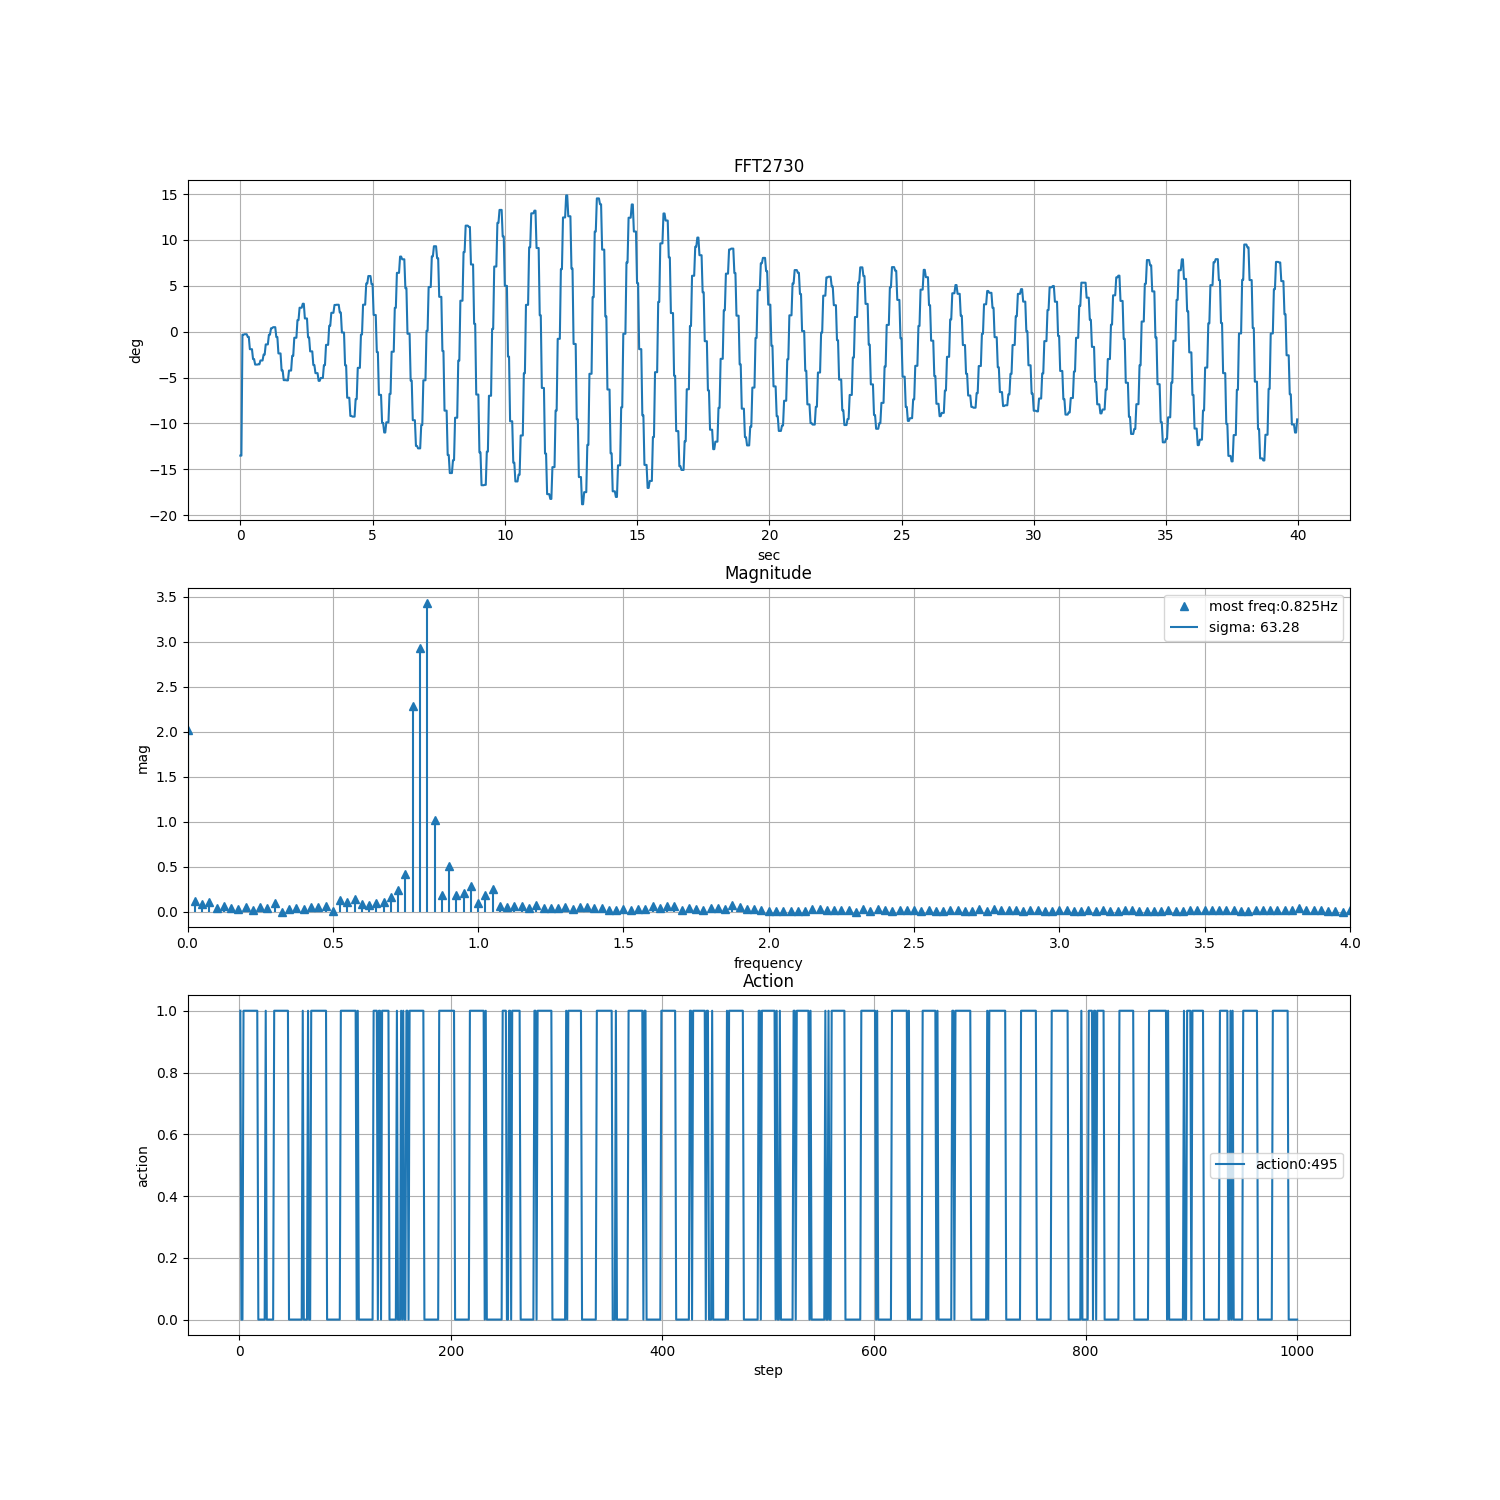 FFT2730
15
10
5
0
−5
−10
−15
−20
deg
0 5 10 15 20 25 30 35 40
sec
Magnitude
3.5
3.0
2.5
2.0
1.5
1.0
0.5
0.0
mag
most freq:0.825Hz
sigma: 63.28
0.0 0.5 1.0 1.5 2.0 2.5 3.0 3.5 4.0
frequency
Action
1.0
0.8
0.6
0.4
0.2
0.0
action
action0:495
0 200 400 600 800 1000
step